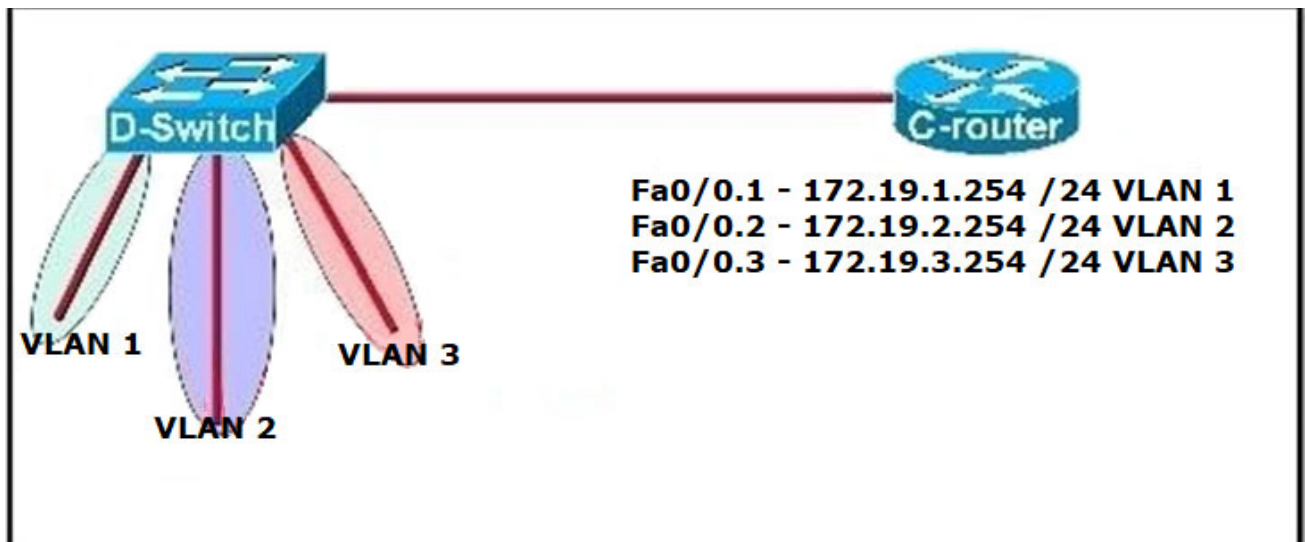 D-Switch
C-router
Fa0/0.1 - 172.19.1.254 /24 VLAN 1
Fa0/0.2 - 172.19.2.254 /24 VLAN 2
Fa0/0.3 - 172.19.3.254 /24 VLAN 3
VLAN 1
VLAN 3
VLAN 2